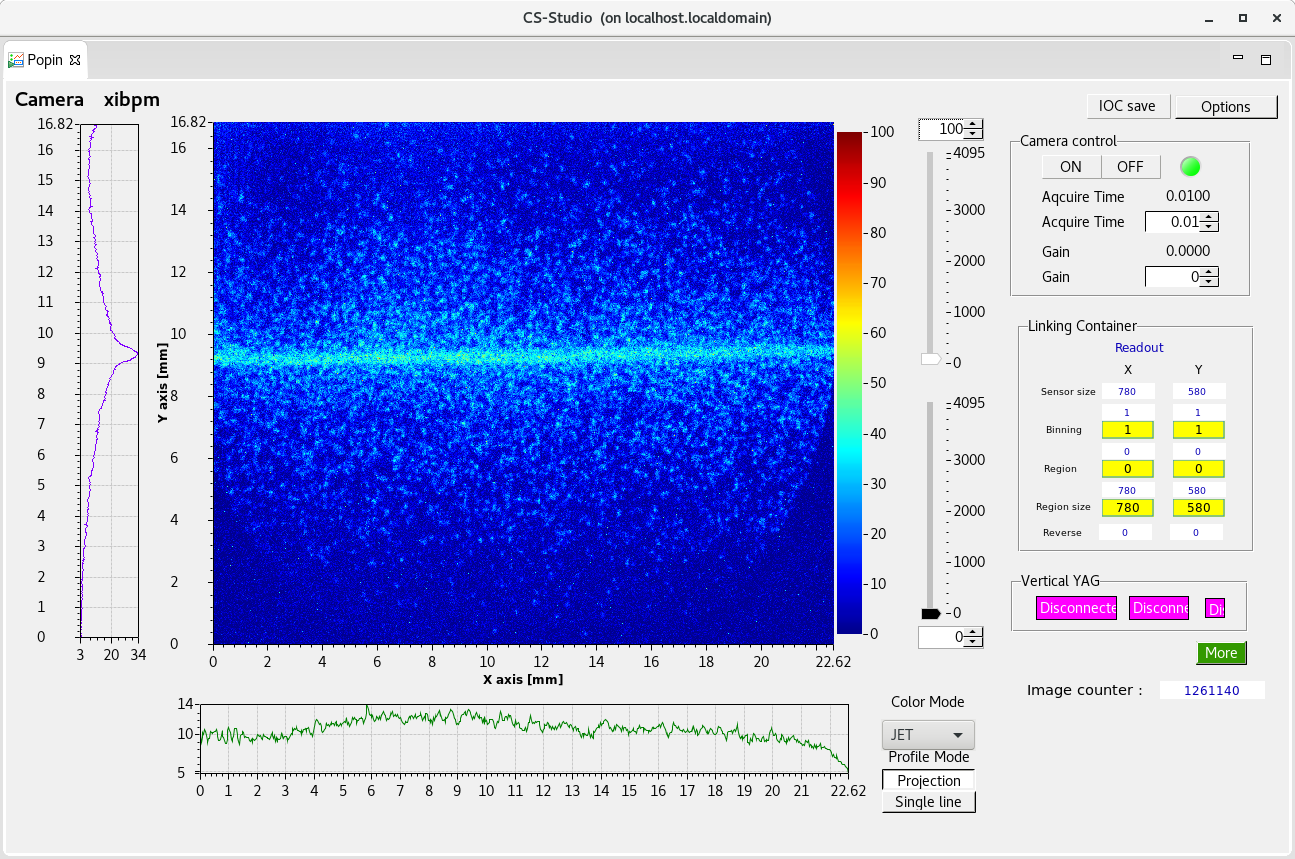 CS-Studio (on localhost.localdomain)
Popin
Camera xibpm
IOC save
Options
16.82
16
15
14
13
12
11
10
9
8
7
6
5
4
3
2
1
0
3 20 34
16.82
16
14
12
10
8
6
4
2
0
Y axis [mm]
0 2 4 6 8 10 12 14 16 18 20 22.62
X axis [mm]
100
90
80
70
60
50
40
30
20
10
0
100
4095
3000
2000
1000
0
4095
3000
2000
1000
0
0
Camera control
ON OFF
Aqcuire Time 0.0100
Acquire Time 0.01
Gain 0.0000
Gain 0
Linking Container
Readout
X Y
Sensor size 780 580
1 1
Binning 1 1
0 0
Region 0 0
780 580
Region size 780 580
Reverse 0 0
Vertical YAG
Disconnecte Disconne Di
More
Image counter : 1261140
14
10
5
0 1 2 3 4 5 6 7 8 9 10 11 12 13 14 15 16 17 18 19 20 21 22.62
Color Mode
JET
Profile Mode
Projection
Single line